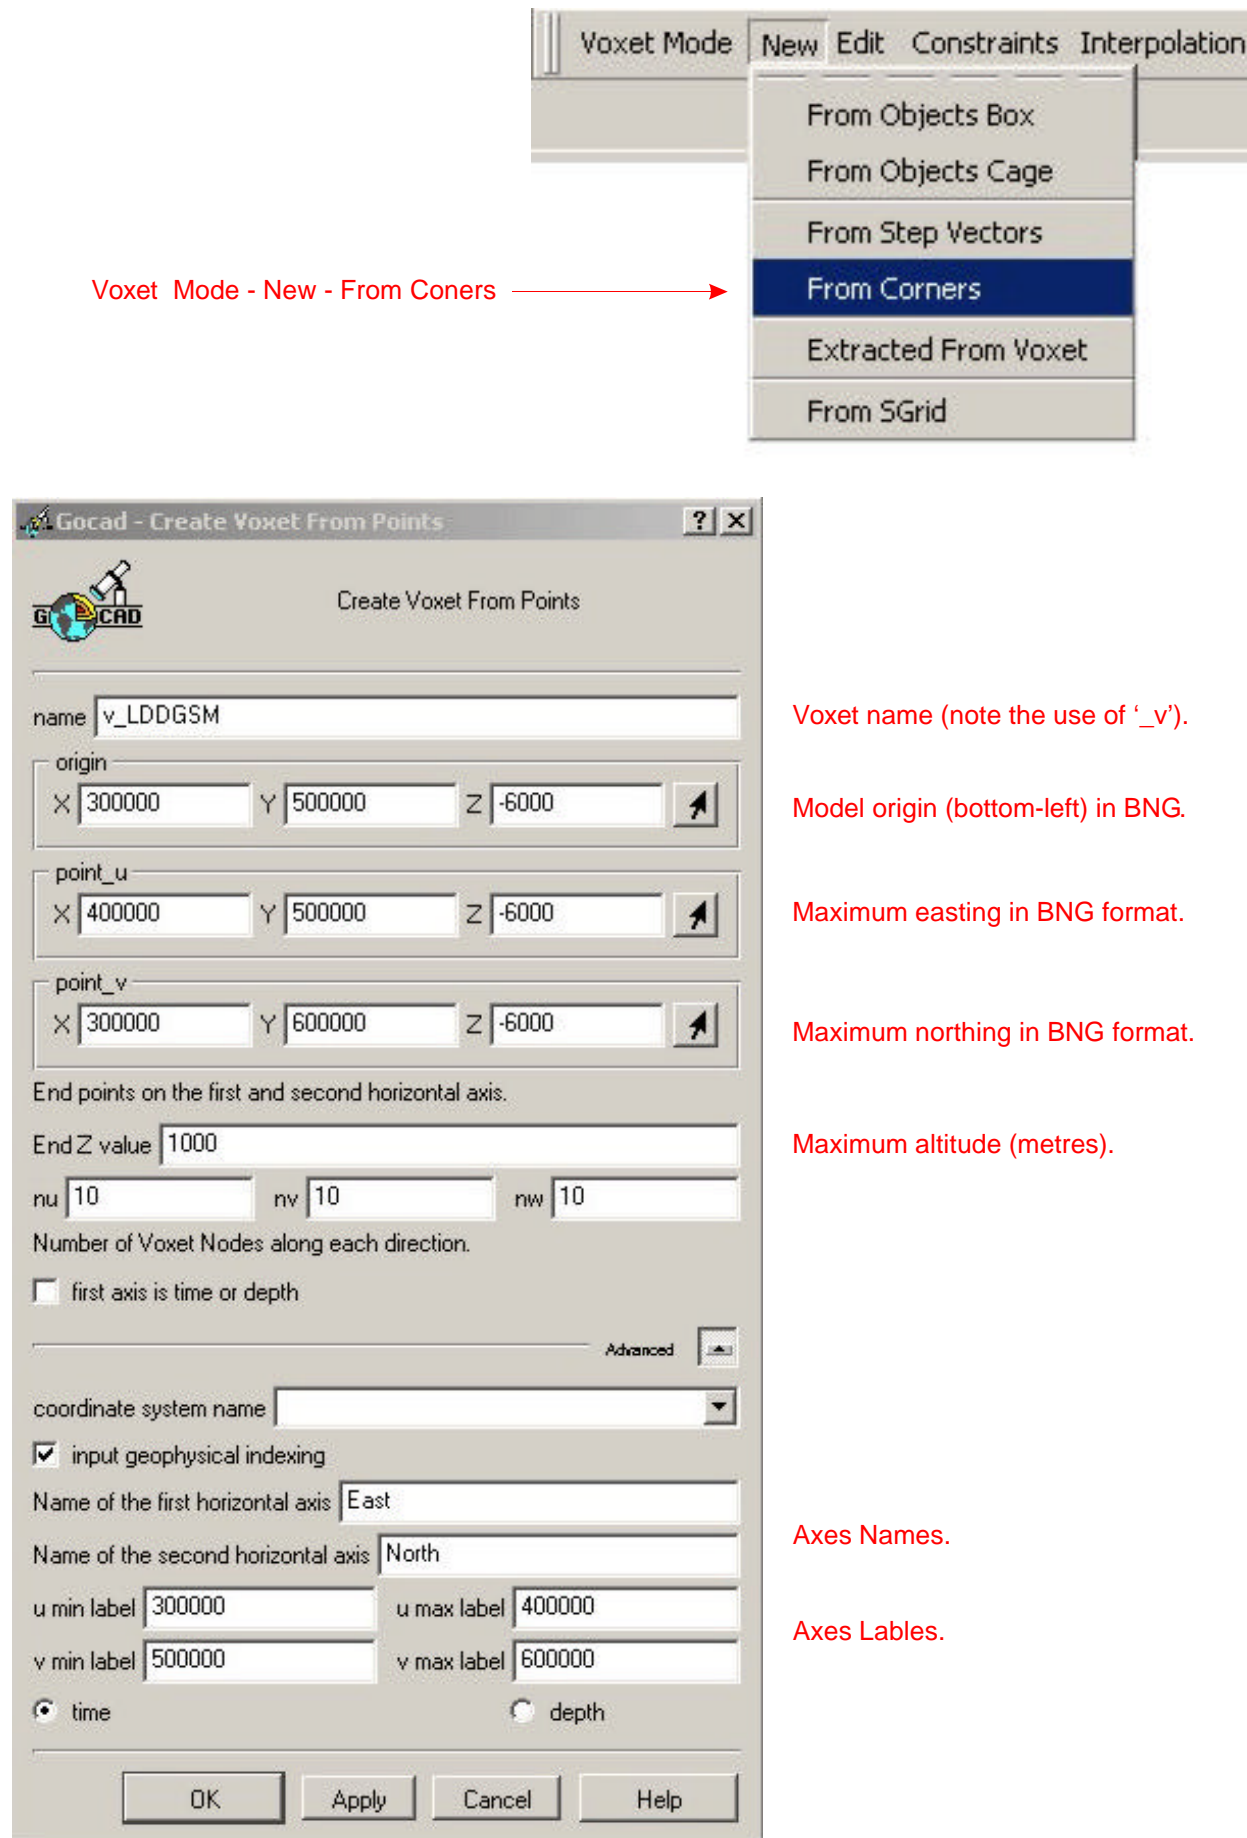 Voxet Mode New Edit Constraints Interpolation
From Objects Box
From Objects Cage
From Step Vectors
Voxet Mode - New - From Coners
From Corners
Extracted From Voxet
From SGrid
Gocad - Create Voxet From Points
GOCAD
Create Voxet From Points
name v_LDDGSM
Voxet name (note the use of ‘_v’).
origin
X 300000 Y 500000 Z -6000
Model origin (bottom-left) in BNG.
point_u
X 400000 Y 500000 Z -6000
Maximum easting in BNG format.
point_v
X 300000 Y 600000 Z -6000
Maximum northing in BNG format.
End points on the first and second horizontal axis.
End Z value 1000
Maximum altitude (metres).
nu 10 nv 10 nw 10
Number of Voxet Nodes along each direction.
first axis is time or depth
Advanced
coordinate system name
input geophysical indexing
Name of the first horizontal axis East
Name of the second horizontal axis North
Axes Names.
u min label 300000 u max label 400000
Axes Lables.
v min label 500000 v max label 600000
time depth
OK Apply Cancel Help